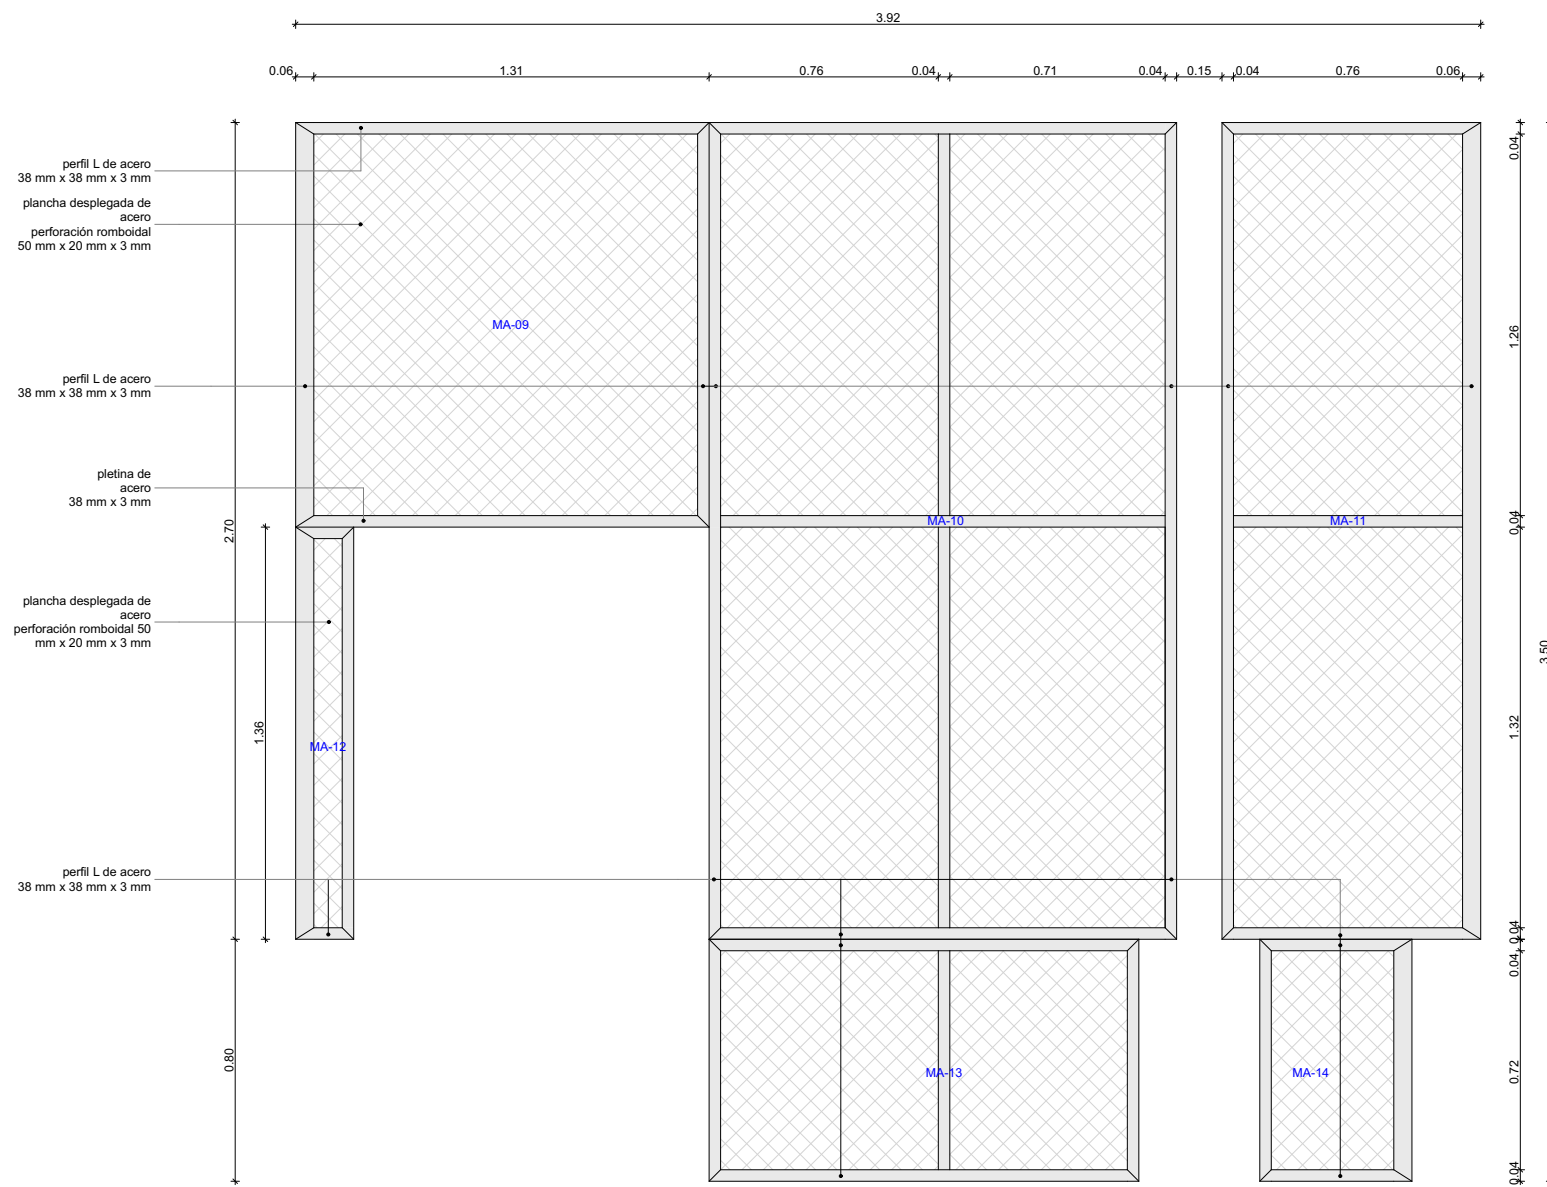 3.92
0.06
1.31
0.76
0.04
0.71
0.04
0.15
0.04
0.76
0.06
perfil L de acero
38 mm x 38 mm x 3 mm
plancha desplegada de
acero
perforación romboidal
50 mm x 20 mm x 3 mm
MA-09
perfil L de acero
38 mm x 38 mm x 3 mm
pletina de
acero
38 mm x 3 mm
MA-10
MA-11
plancha desplegada de
acero
perforación romboidal 50
mm x 20 mm x 3 mm
MA-12
perfil L de acero
38 mm x 38 mm x 3 mm
MA-13
MA-14
2.70
1.36
0.80
0.04
1.26
0.04
1.32
0.04
0.04
0.72
0.04
3.50